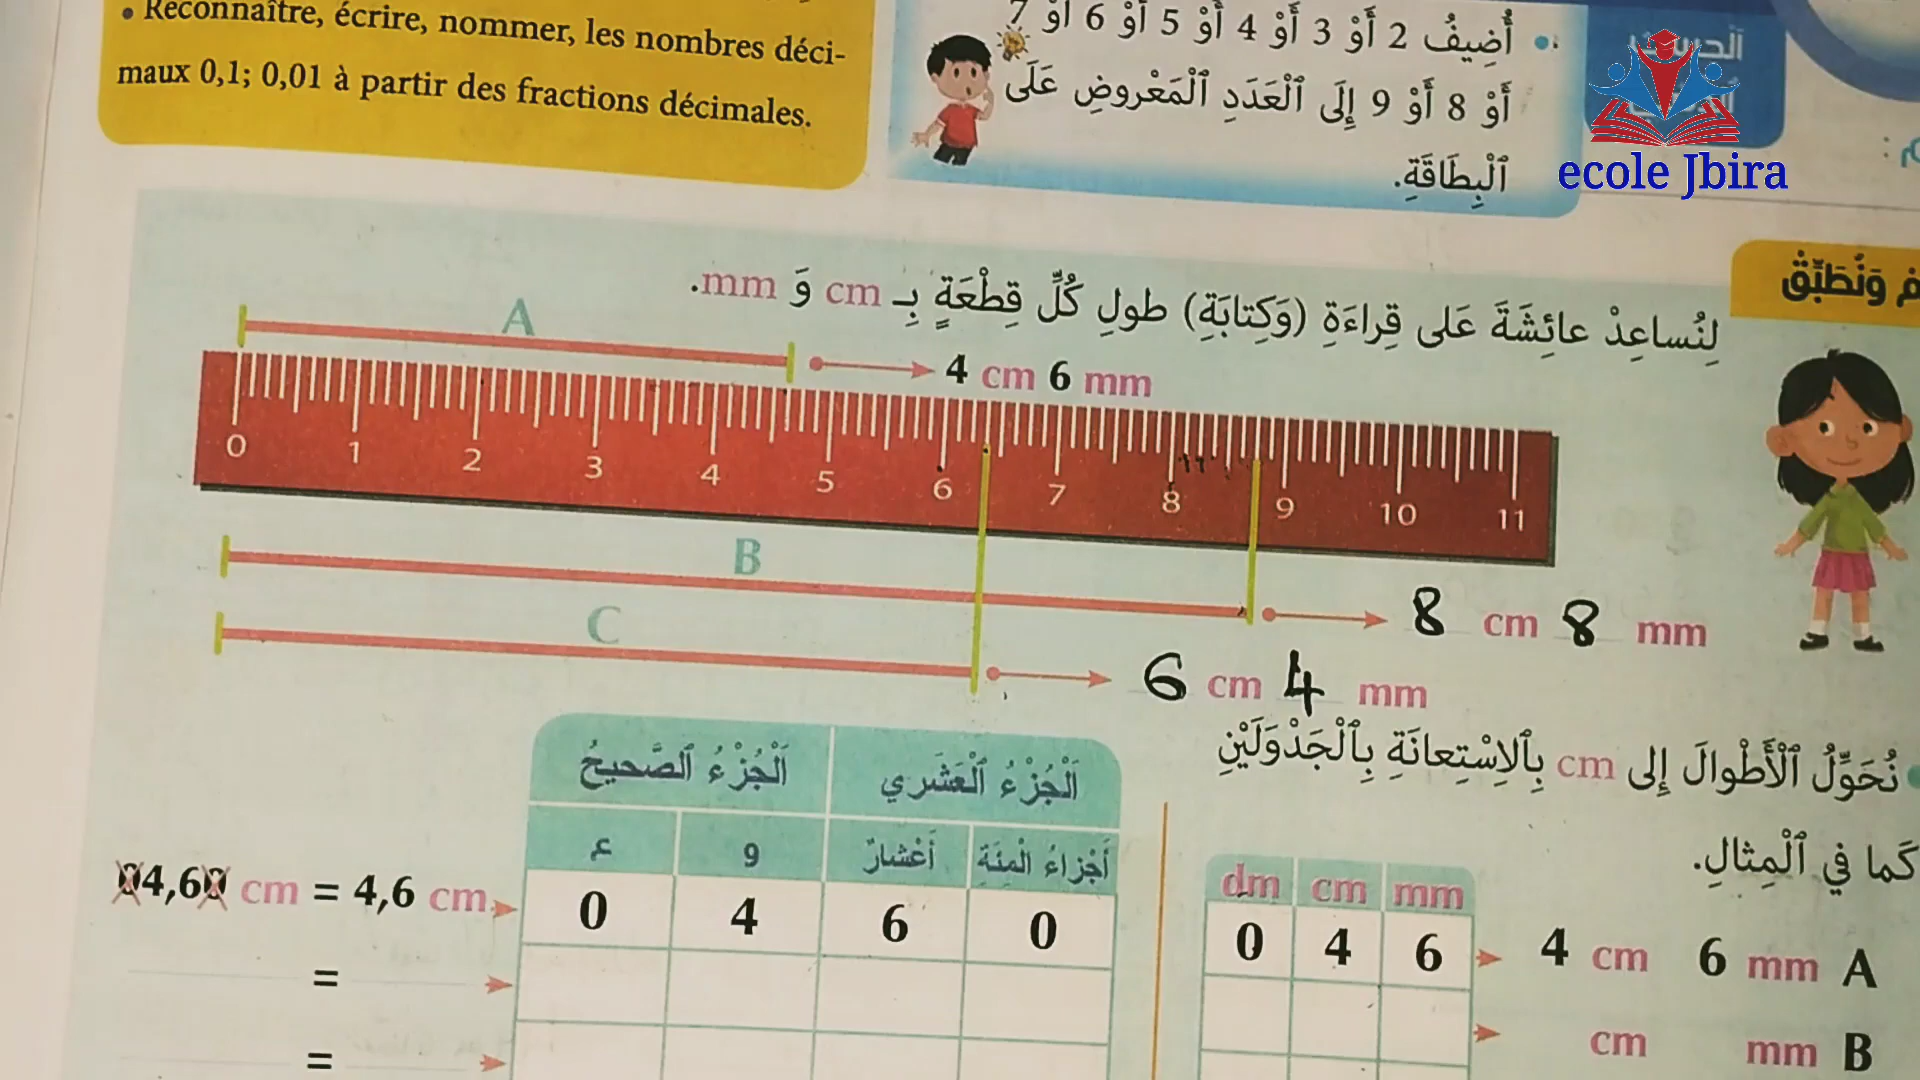 • Reconnaître, écrire, nommer, les nombres déci-
maux 0,1; 0,01 à partir des fractions décimales.
• أُضِيفُ 2 أَوْ 3 أَوْ 4 أَوْ 5 أَوْ 6 أَوْ 7
أَوْ 8 أَوْ 9 إِلَى ٱلْعَدَدِ ٱلْمَعْروضِ عَلَى
ٱلْبِطَاقَةِ.
ecole Jbira
وَنُطَبِّقُ
لِنُساعِدْ عائِشَةَ عَلى قِراءَةِ (وَكِتابَةِ) طولِ كُلِّ قِطْعَةٍ بِـ cm وَ mm.
A
4 cm 6 mm
0 1 2 3 4 5 6 7 8 9 10 11
B
8 cm 8 mm
C
6 cm 4 mm
• نُحَوِّلُ ٱلْأَطْوالَ إِلى cm بِٱلِاسْتِعانَةِ بِٱلْجَدْوَلَيْنِ
كَما في ٱلْمِثالِ.
اَلْجُزْءُ ٱلصَّحيحُ اَلْجُزْءُ ٱلْعَشَري
ع و أَعْشارٌ أَجْزاءُ الْمِئَةِ
04,60 cm = 4,6 cm
0 4 6 0
dm cm mm
0 4 6
4 cm 6 mm A
=
cm mm B
=